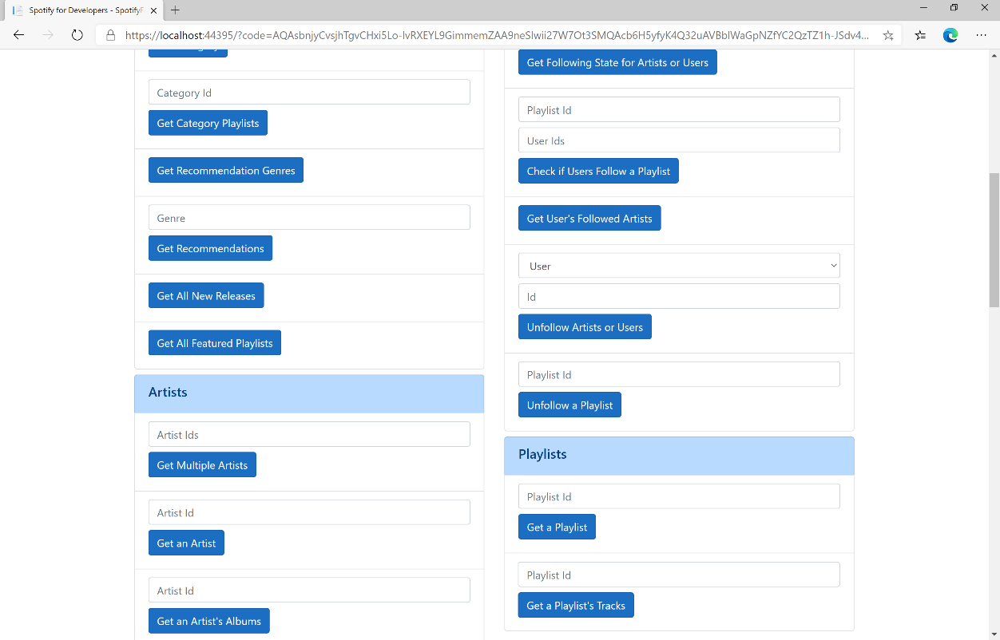 Spotify for Developers - SpotifyF
https://localhost:44395/?code=AQAsbnjyCvsjhTgvCHxi5Lo-lvRXEYL9GimmemZAA9neSlwii27W7Ot3SMQAcb6H5yfyK4Q32uAVBblWaGpNZfYC2QzTZ1h-JSdv4...
Category Id
Get Category Playlists
Get Recommendation Genres
Genre
Get Recommendations
Get All New Releases
Get All Featured Playlists
Artists
Artist Ids
Get Multiple Artists
Artist Id
Get an Artist
Artist Id
Get an Artist's Albums
Get Following State for Artists or Users
Playlist Id
User Ids
Check if Users Follow a Playlist
Get User's Followed Artists
User
Id
Unfollow Artists or Users
Playlist Id
Unfollow a Playlist
Playlists
Playlist Id
Get a Playlist
Playlist Id
Get a Playlist's Tracks